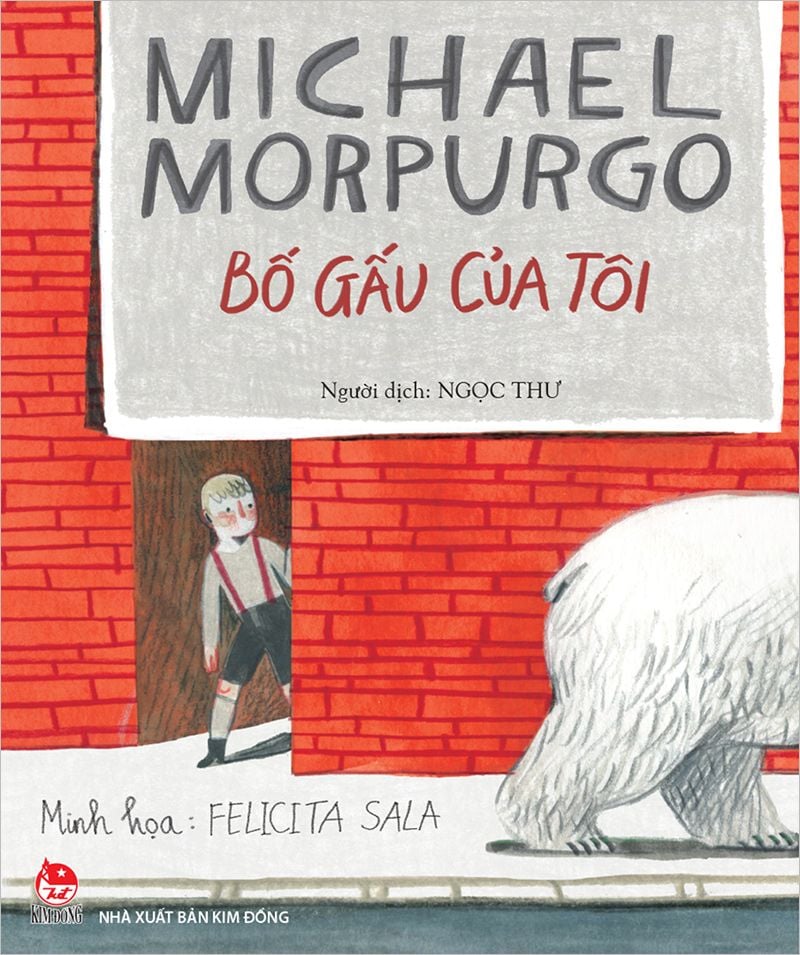 MICHAEL
MORPURGO
BỐ GẤU CỦA TÔI
Người dịch: NGỌC THƯ
Minh họa: FELICITA SALA
KIM ĐỒNG
NHÀ XUẤT BẢN KIM ĐỒNG